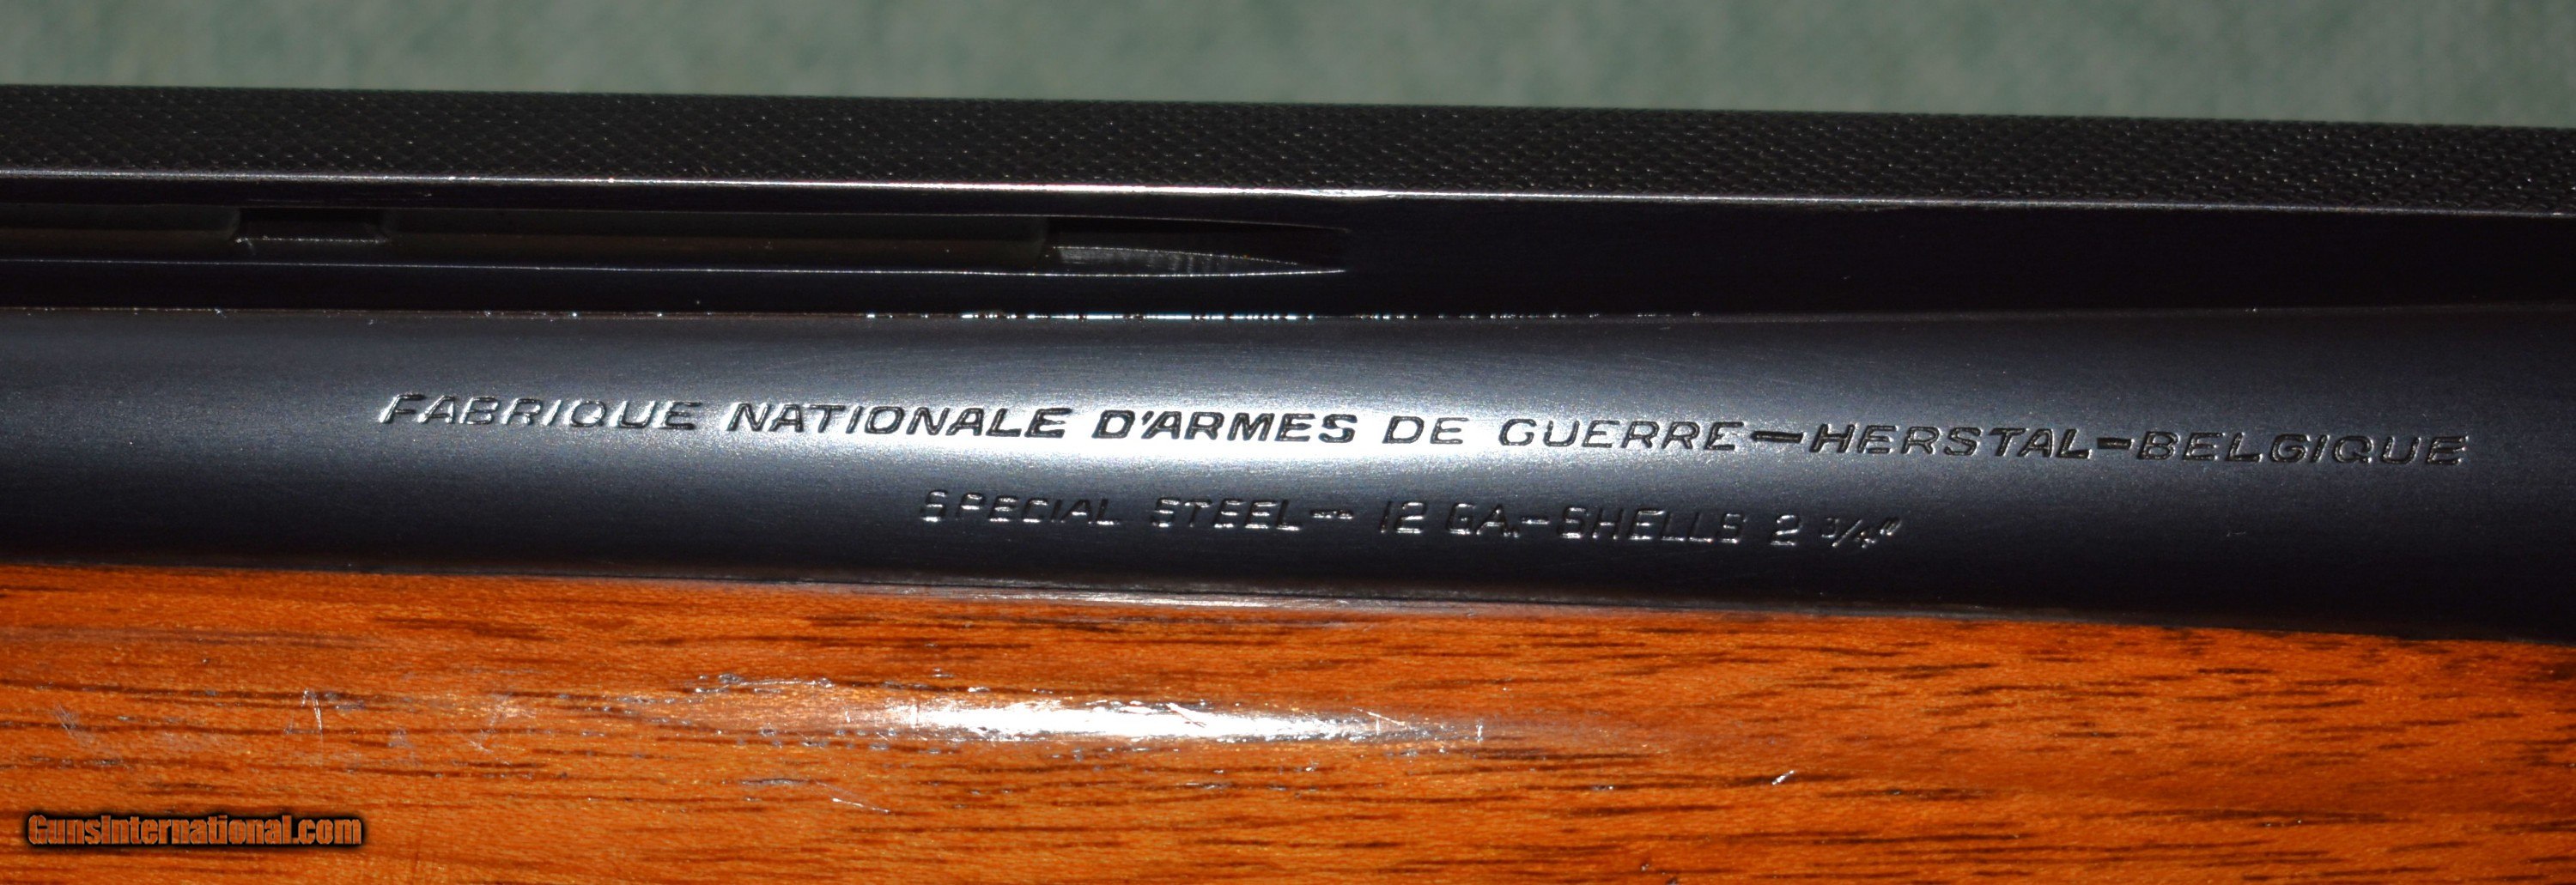 FABRIQUE NATIONALE D'ARMES DE GUERRE—HERSTAL-BELGIQUE
SPECIAL STEEL— 12 GA.-SHELLS 2 3/4"
GunsInternational.com